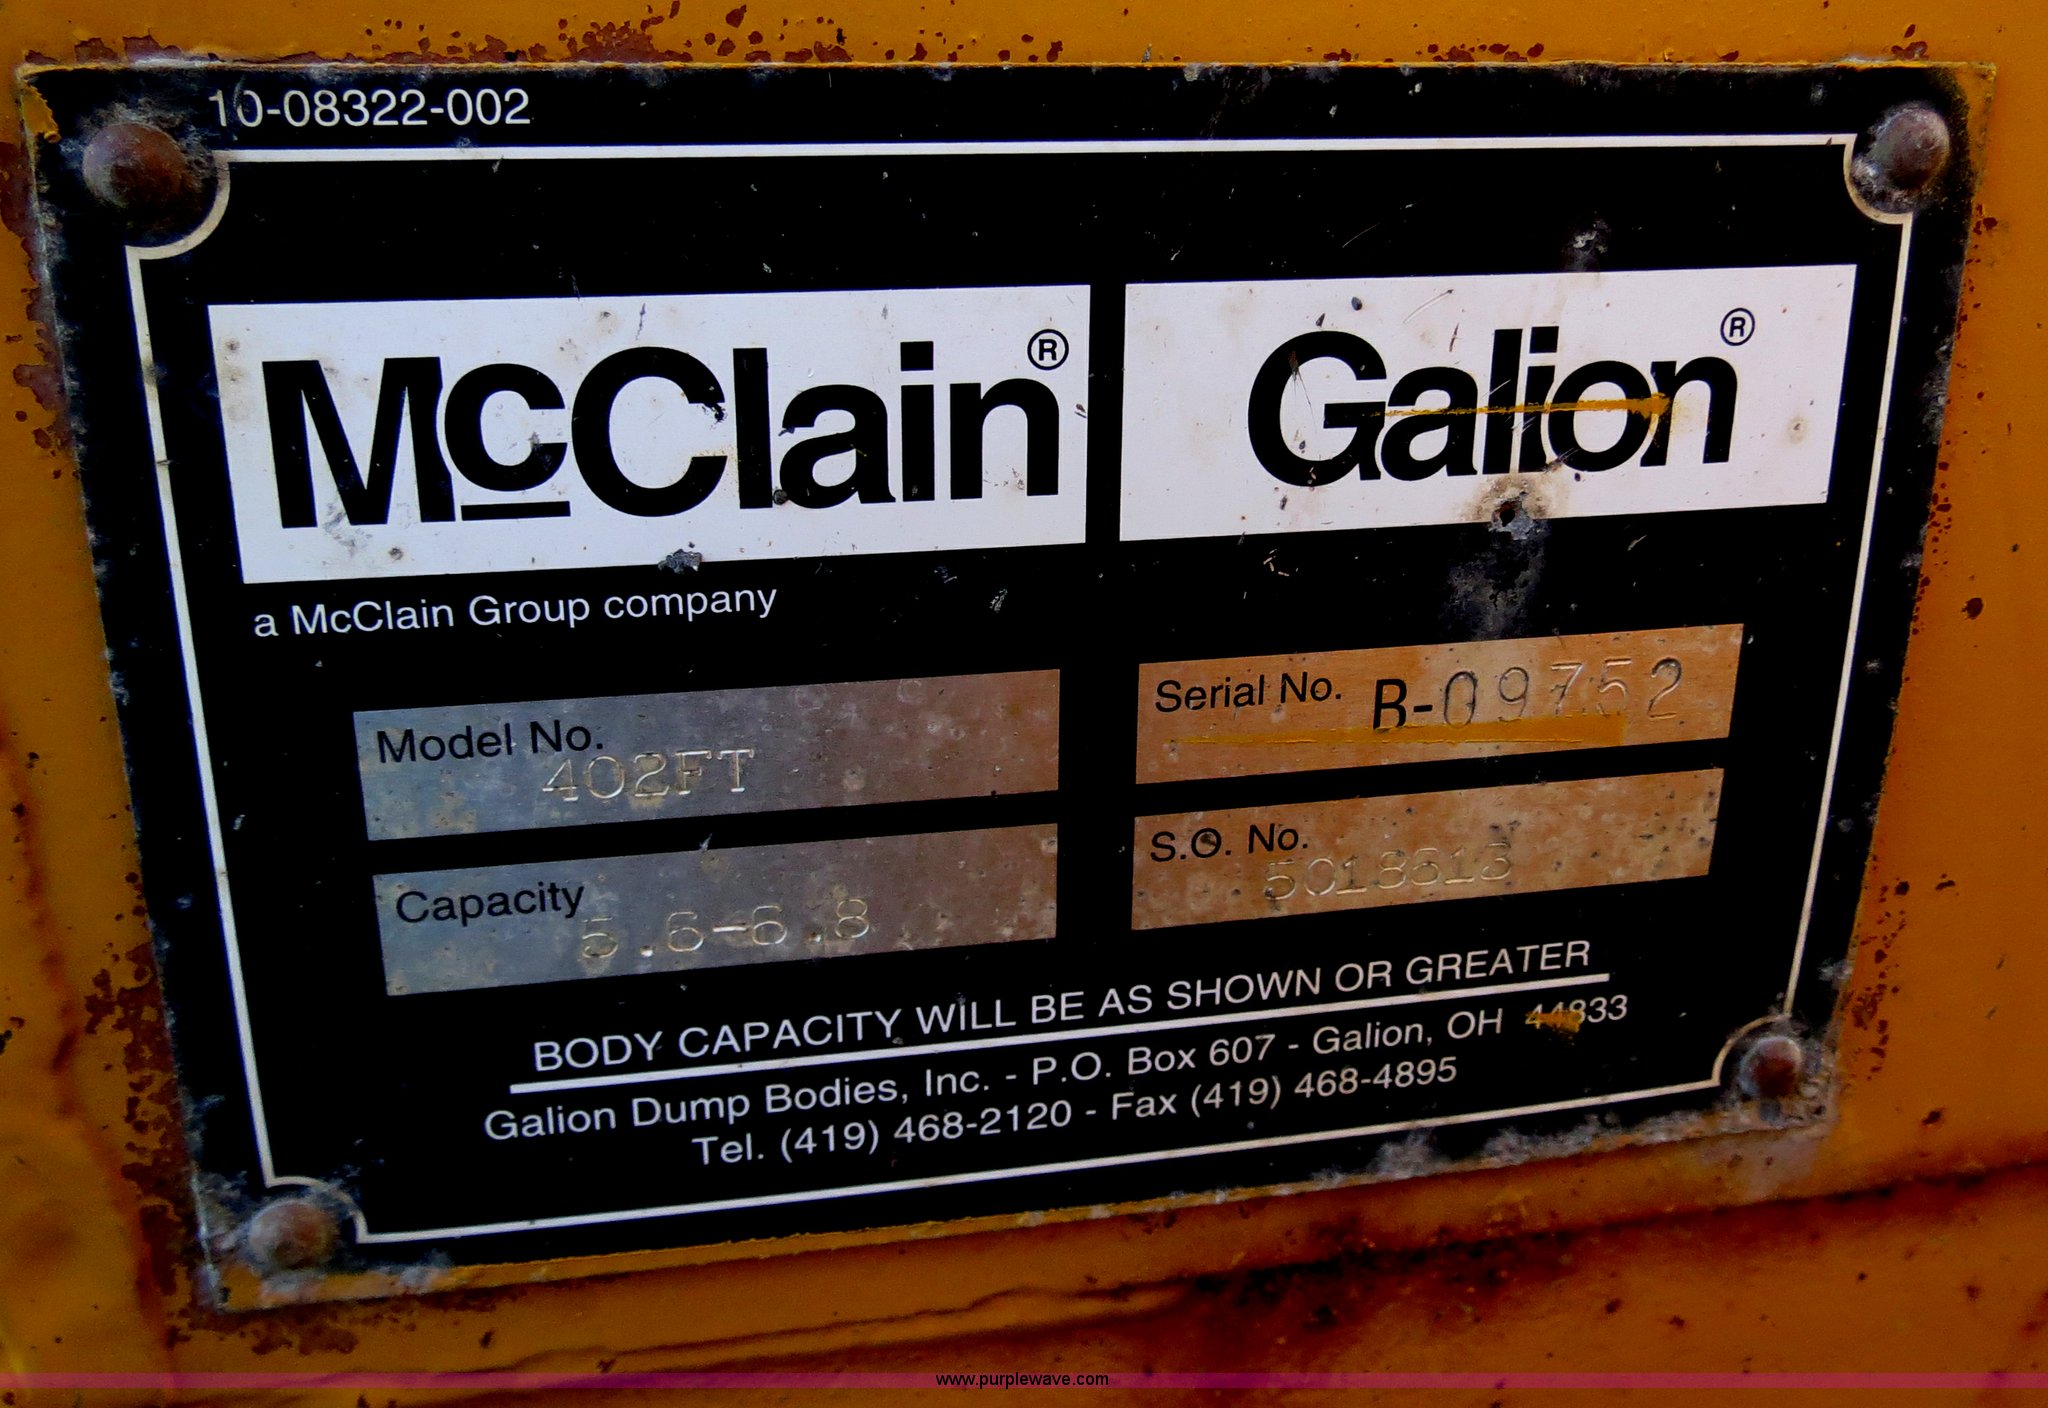 10-08322-002
McClain® Galion®
a McClain Group company
Model No. 402FT
Serial No. B-09752
Capacity 5.6-6.8
S.O. No. 5018613
BODY CAPACITY WILL BE AS SHOWN OR GREATER
Galion Dump Bodies, Inc. - P.O. Box 607 - Galion, OH 44833
Tel. (419) 468-2120 - Fax (419) 468-4895
www.purplewave.com